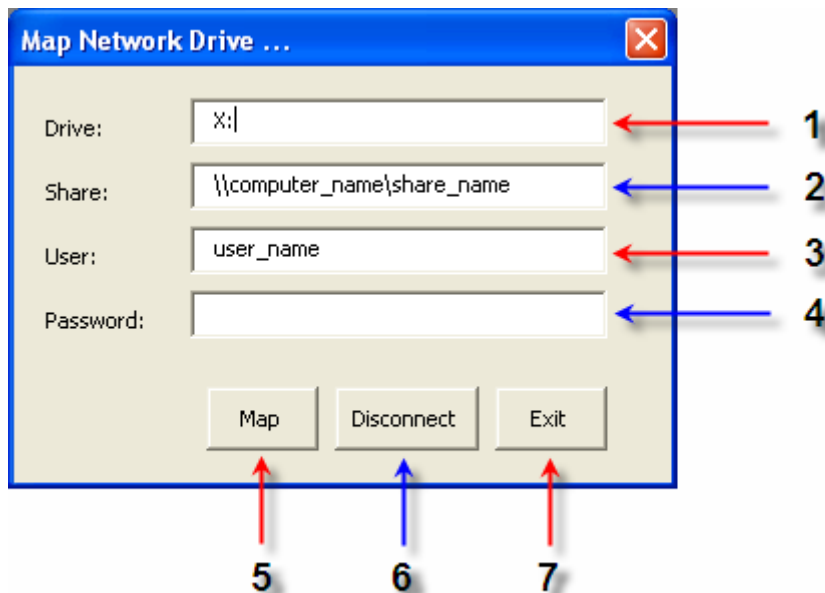 Map Network Drive ...
Drive: X: 1
Share: \\computer_name\share_name 2
User: user_name 3
Password: 4
Map Disconnect Exit
5 6 7